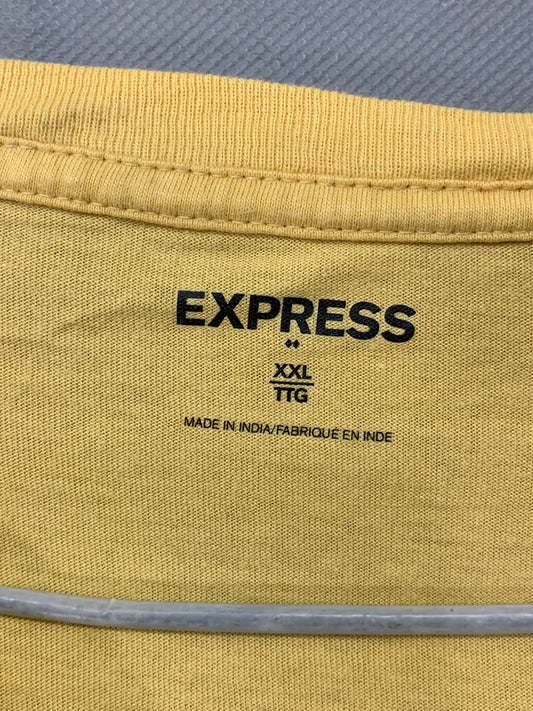 EXPRESS
XXL
TTG
MADE IN INDIA/FABRIQUÉ EN INDE